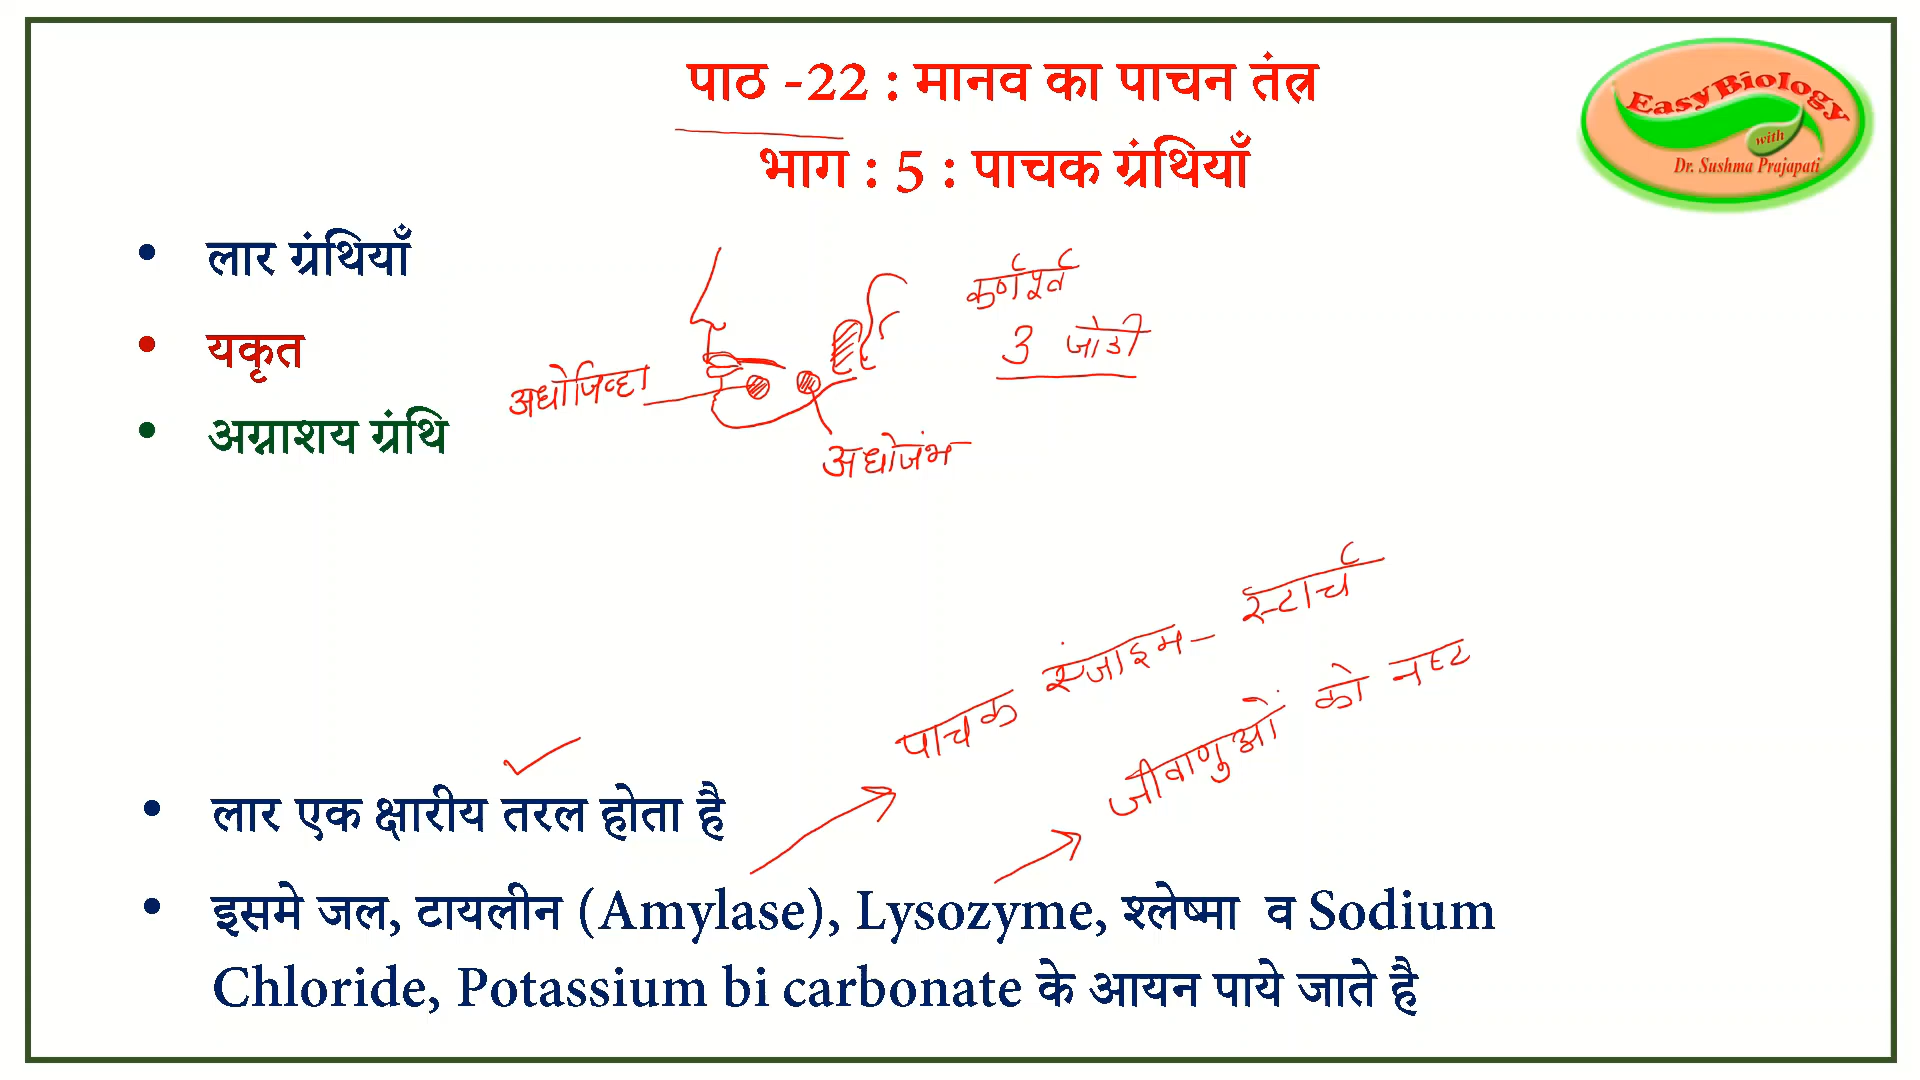 पाठ -22 : मानव का पाचन तंत्र
भाग : 5 : पाचक ग्रंथियाँ
EasyBiology
with
Dr. Sushma Prajapati
• लार ग्रंथियाँ
• यकृत
• अग्नाशय ग्रंथि
कर्णपूर्व
3 जोडी
अधोजिव्हा
अधोजंभ
पाचक एंजाइम - स्टार्च
जीवाणुओं को नष्ट
• लार एक क्षारीय तरल होता है
• इसमे जल, टायलीन (Amylase), Lysozyme, श्लेष्मा व Sodium
Chloride, Potassium bi carbonate के आयन पाये जाते है